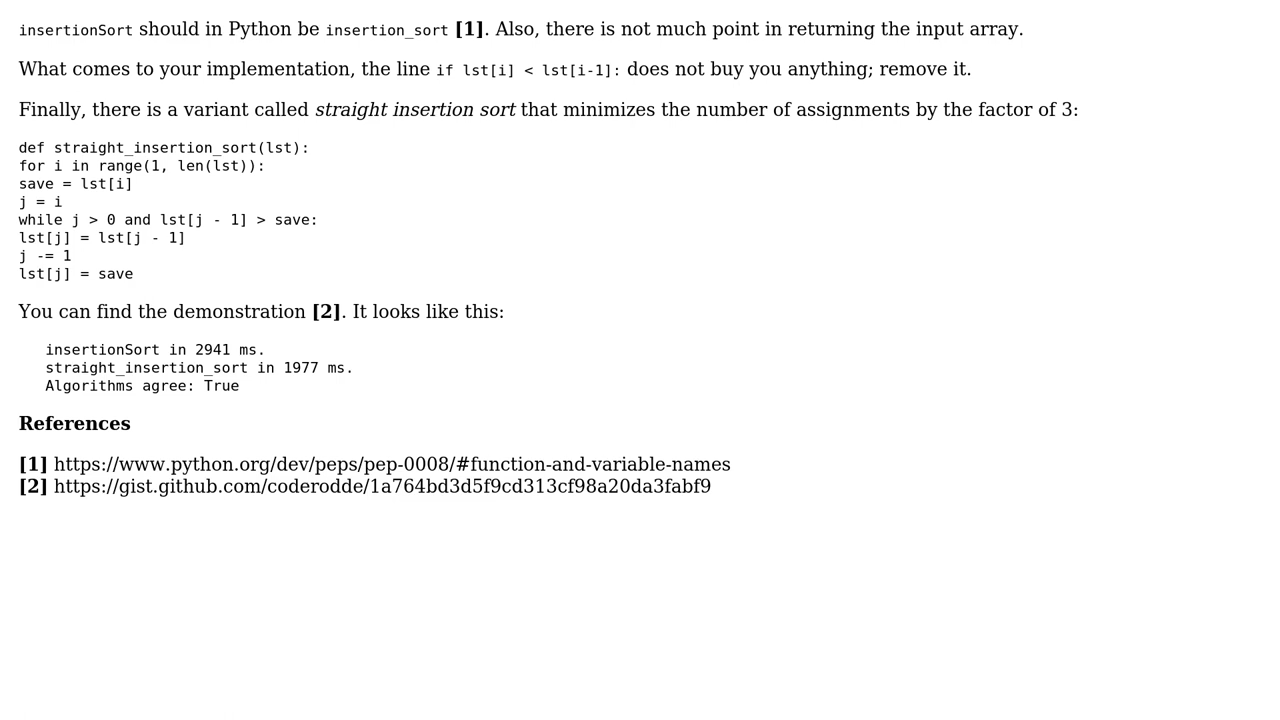 insertionSort should in Python be insertion_sort [1]. Also, there is not much point in returning the input array.
What comes to your implementation, the line if lst[i] < lst[i-1]: does not buy you anything; remove it.
Finally, there is a variant called straight insertion sort that minimizes the number of assignments by the factor of 3:
def straight_insertion_sort(lst):
for i in range(1, len(lst)):
save = lst[i]
j = i
while j > 0 and lst[j - 1] > save:
lst[j] = lst[j - 1]
j -= 1
lst[j] = save
You can find the demonstration [2]. It looks like this:
insertionSort in 2941 ms.
straight_insertion_sort in 1977 ms.
Algorithms agree: True
References
[1] https://www.python.org/dev/peps/pep-0008/#function-and-variable-names
[2] https://gist.github.com/coderodde/1a764bd3d5f9cd313cf98a20da3fabf9